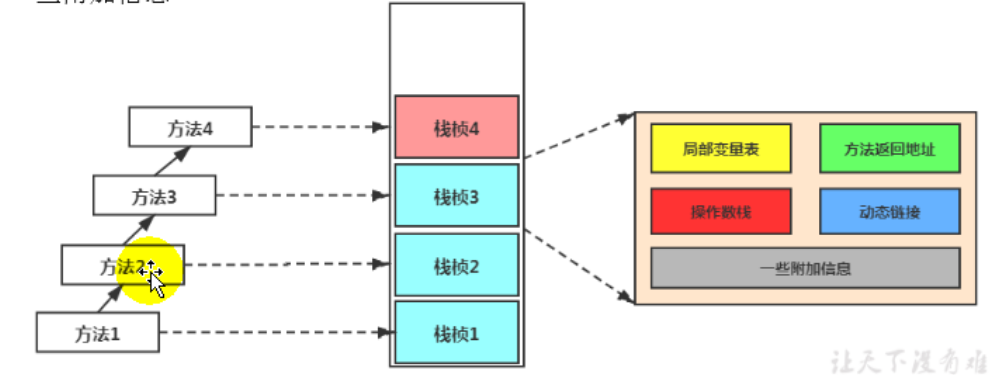 方法4
栈桢4
局部变量表
方法返回地址
方法3
栈桢3
操作数栈
动态链接
方法2
栈桢2
一些附加信息
方法1
栈桢1
让天下没有难